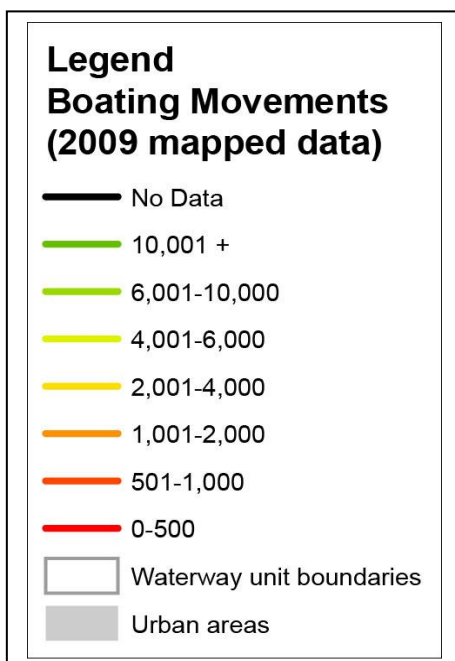 Legend
Boating Movements
(2009 mapped data)
No Data
10,001 +
6,001-10,000
4,001-6,000
2,001-4,000
1,001-2,000
501-1,000
0-500
Waterway unit boundaries
Urban areas